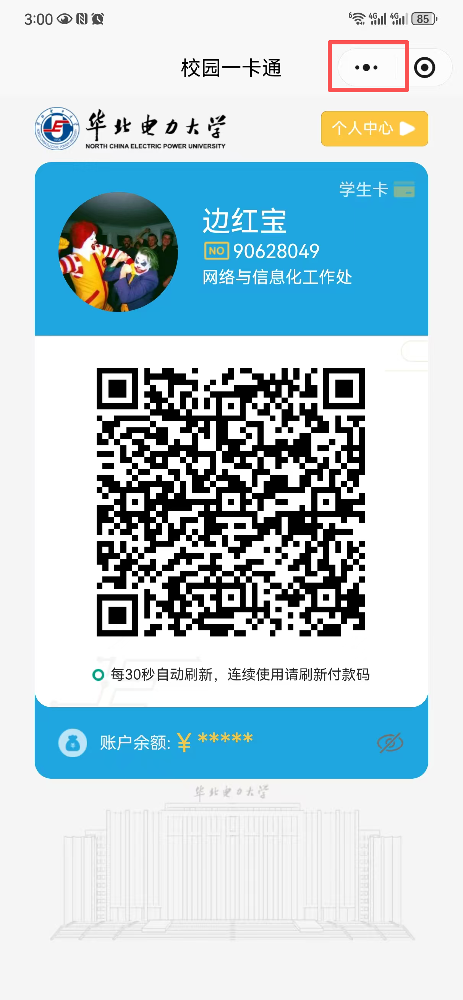 3:00
6 4G 4G 85
校园一卡通
华北电力大学
NORTH CHINA ELECTRIC POWER UNIVERSITY
个人中心
学生卡
边红宝
NO 90628049
网络与信息化工作处
每30秒自动刷新，连续使用请刷新付款码
账户余额: ¥ *****
华北电力大学